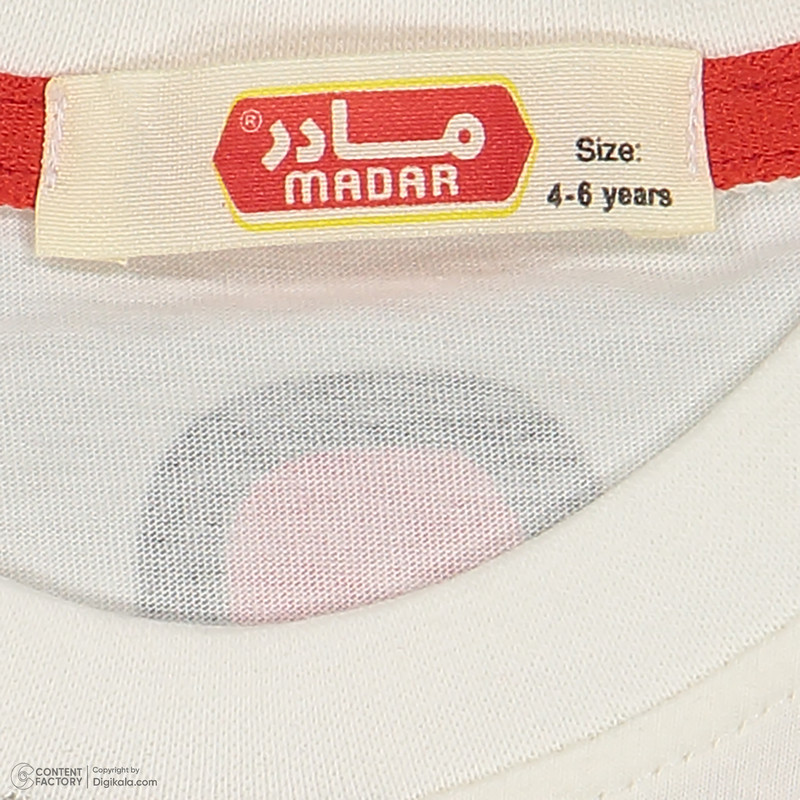 مادر®
MADAR
Size:
4-6 years
CONTENT FACTORY
Copyright by
Digikala.com